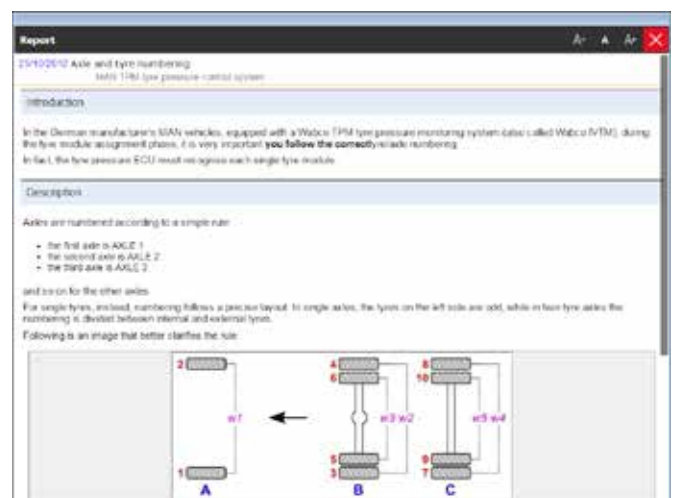 Report
A- A A+
Axle and tyre numbering
MAN TPM tyre pressure control system
Introduction
In the German manufacturer's MAN vehicles, equipped with a Wabco TPM tyre pressure monitoring system (also called Wabco IVTM), during
the tyre module assignment phase, it is very important you follow the correctly numbering
In fact, the tyre pressure ECU must recognise each single tyre module.
Description
Axles are numbered according to a simple rule
• the first axle is AXLE 1
• the second axle is AXLE 2
• the third axle is AXLE 3
and so on for the other axles
For single tyres, instead, numbering follows a precise layout. In single axles, the tyres on the left side are odd, while in four tyre axles the
numbering is divided between internal and external tyres.
Following is an image that better clarifies the rule
2 4 8
6 10
w1 w3 w2 w5 w4
5 9
1 3 7
A B C